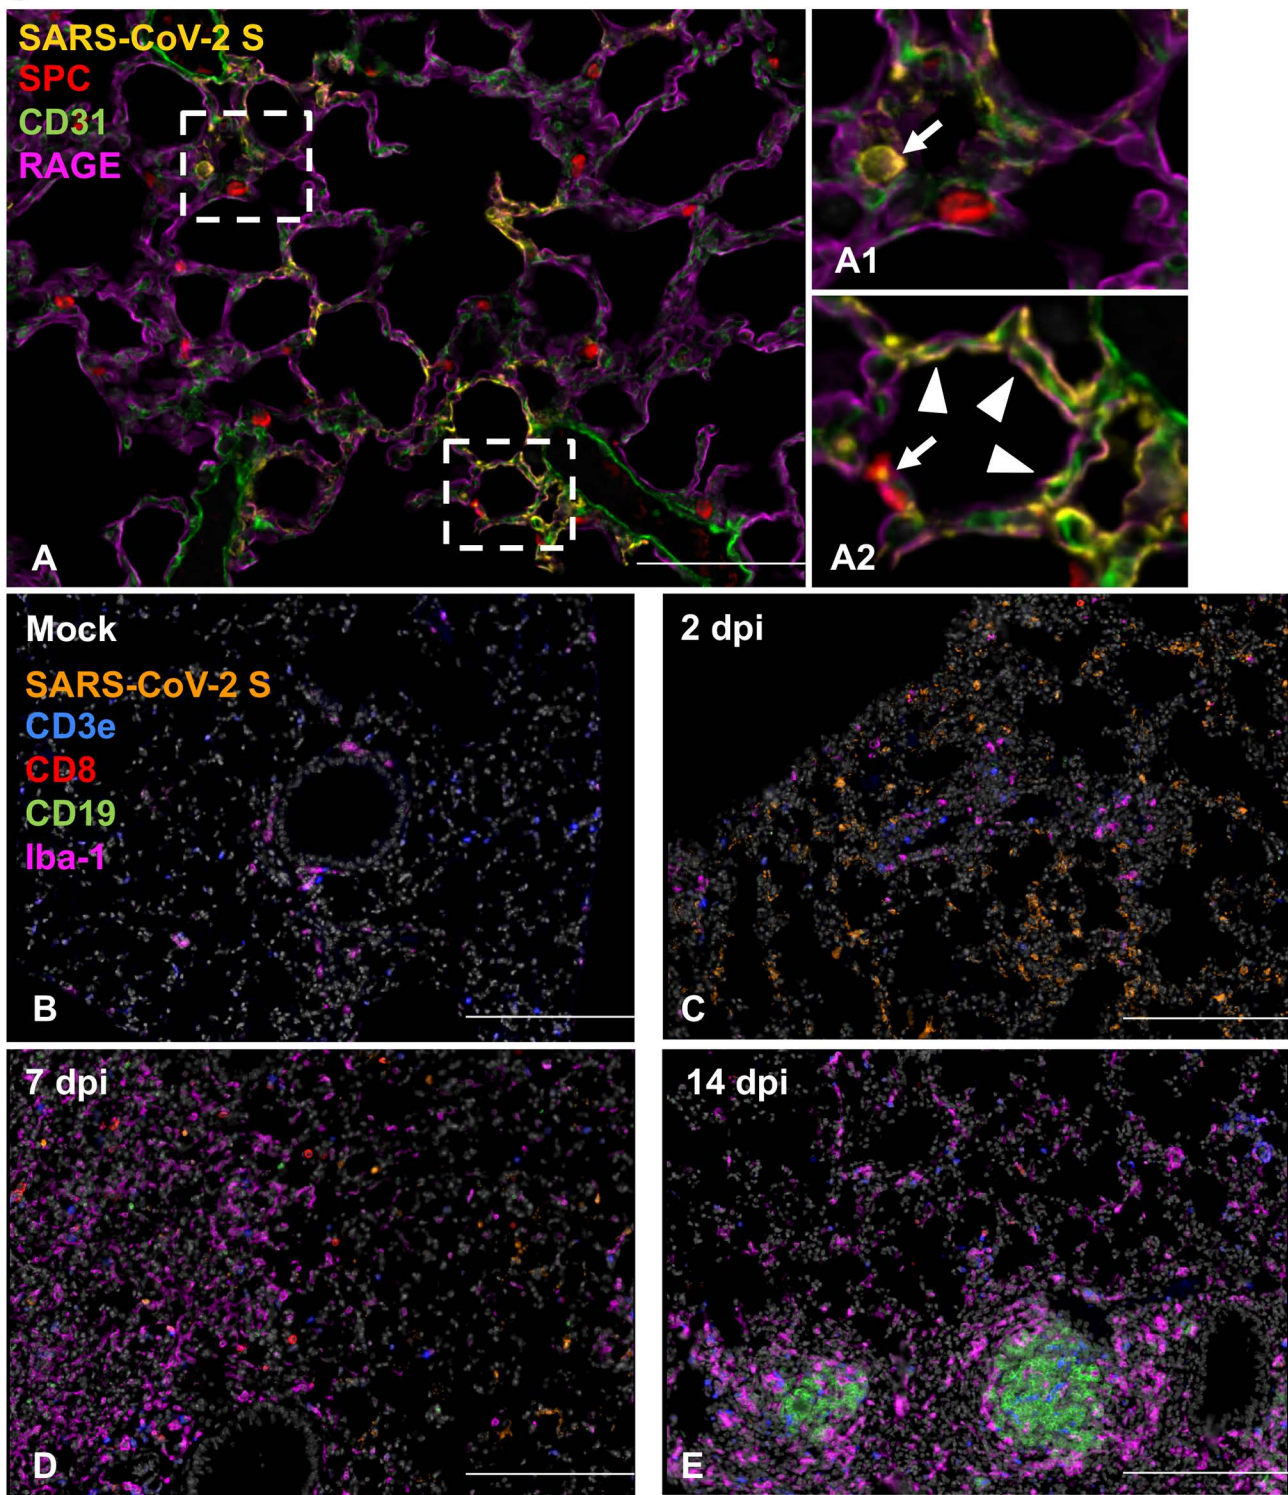 SARS-CoV-2 S
SPC
CD31
RAGE
A
A1
A2
Mock
SARS-CoV-2 S
CD3e
CD8
CD19
Iba-1
B
2 dpi
C
7 dpi
D
14 dpi
E